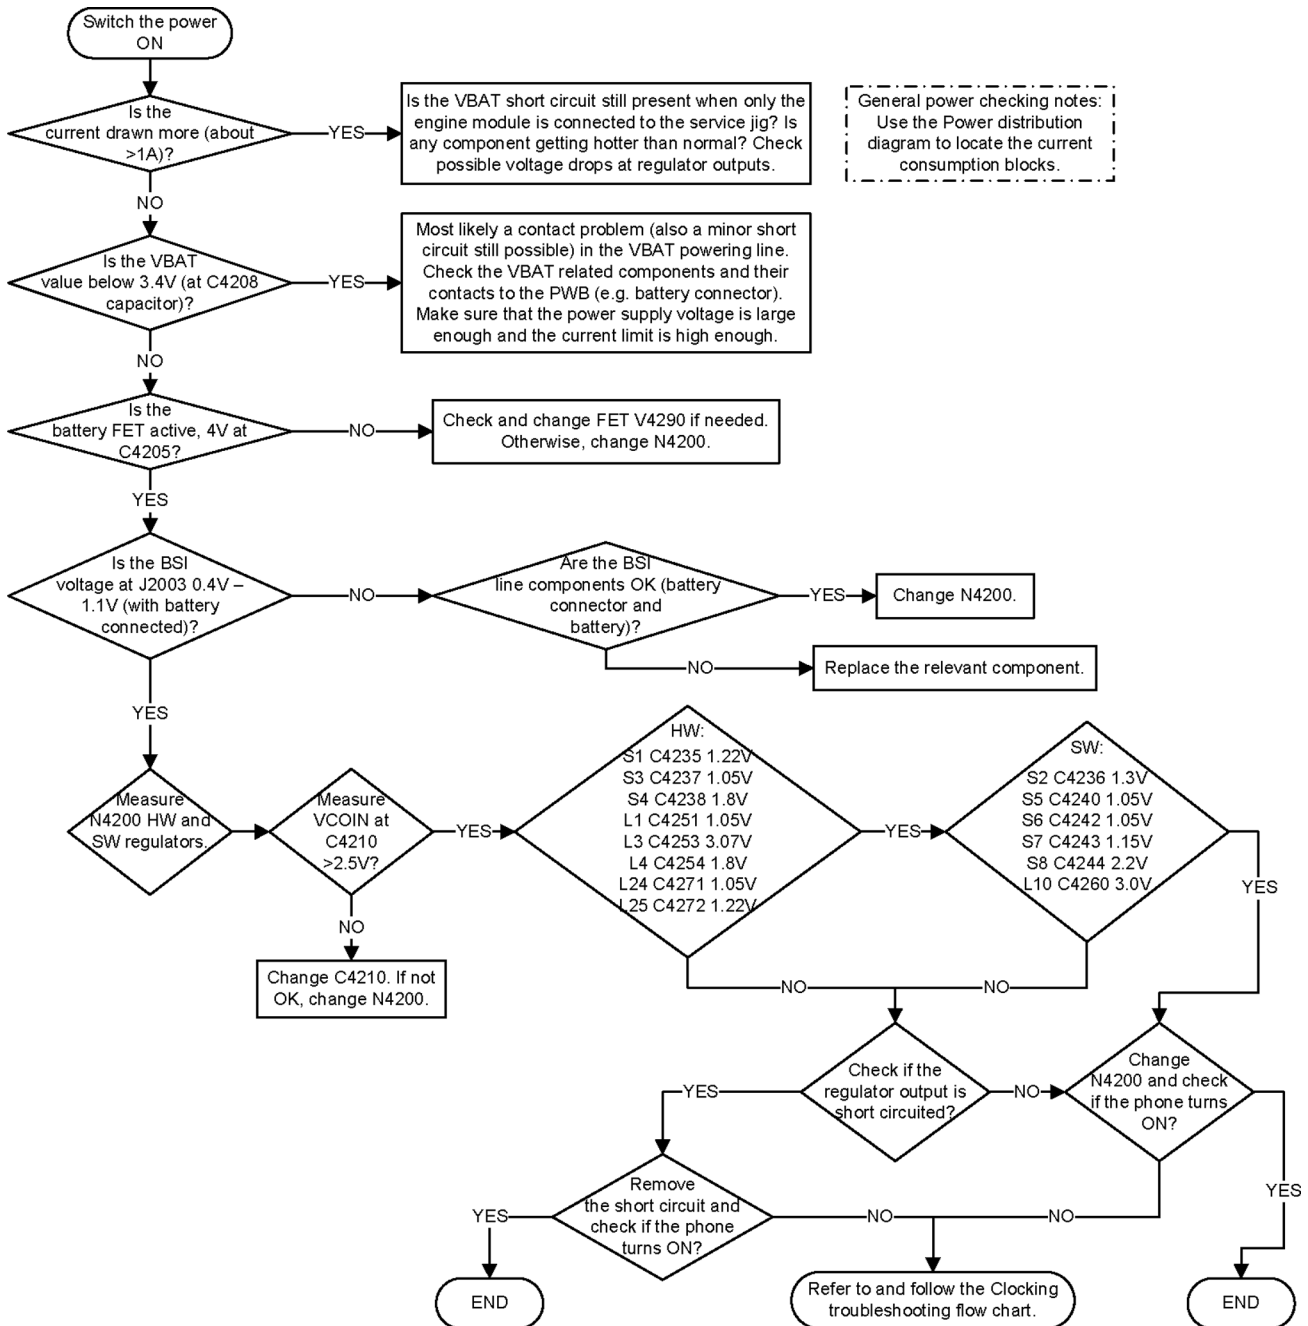 Switch the power
ON
Is the
current drawn more (about
>1A)?
YES
Is the VBAT short circuit still present when only the
engine module is connected to the service jig? Is
any component getting hotter than normal? Check
possible voltage drops at regulator outputs.
General power checking notes:
Use the Power distribution
diagram to locate the current
consumption blocks.
NO
Is the VBAT
value below 3.4V (at C4208
capacitor)?
YES
Most likely a contact problem (also a minor short
circuit still possible) in the VBAT powering line.
Check the VBAT related components and their
contacts to the PWB (e.g. battery connector).
Make sure that the power supply voltage is large
enough and the current limit is high enough.
NO
Is the
battery FET active, 4V at
C4205?
NO
Check and change FET V4290 if needed.
Otherwise, change N4200.
YES
Is the BSI
voltage at J2003 0.4V –
1.1V (with battery
connected)?
NO
Are the BSI
line components OK (battery
connector and
battery)?
YES
Change N4200.
NO
Replace the relevant component.
YES
Measure
N4200 HW and
SW regulators.
Measure
VCOIN at
C4210
>2.5V?
YES
HW:
S1 C4235 1.22V
S3 C4237 1.05V
S4 C4238 1.8V
L1 C4251 1.05V
L3 C4253 3.07V
L4 C4254 1.8V
L24 C4271 1.05V
L25 C4272 1.22V
YES
SW:
S2 C4236 1.3V
S5 C4240 1.05V
S6 C4242 1.05V
S7 C4243 1.15V
S8 C4244 2.2V
L10 C4260 3.0V
YES
NO
Change C4210. If not
OK, change N4200.
NO
NO
Check if the
regulator output is
short circuited?
YES
NO
Change
N4200 and check
if the phone turns
ON?
Remove
the short circuit and
check if the phone
turns ON?
YES
NO
NO
YES
END
Refer to and follow the Clocking
troubleshooting flow chart.
END